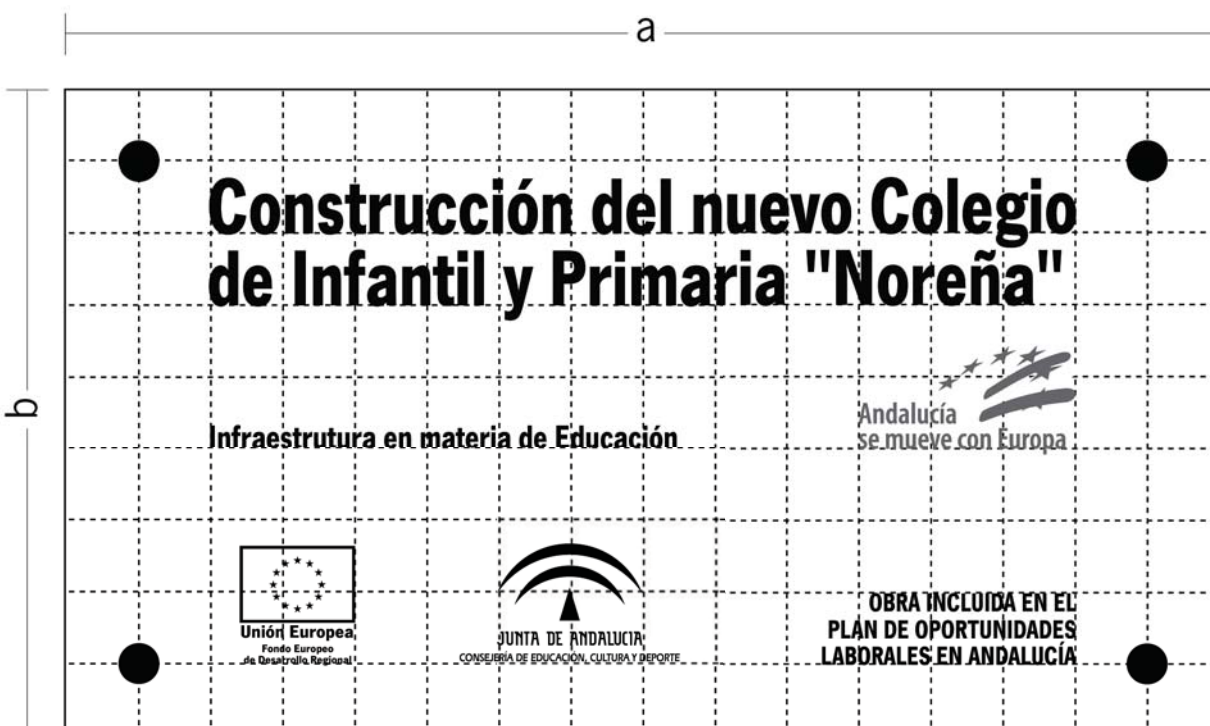 a
b
Construcción del nuevo Colegio
de Infantil y Primaria "Noreña"
Andalucía
se mueve con Europa
Infraestrutura en materia de Educación
Unión Europea
Fondo Europeo
de Desarrollo Regional
JUNTA DE ANDALUCIA
CONSEJERÍA DE EDUCACIÓN, CULTURA Y DEPORTE
OBRA INCLUIDA EN EL
PLAN DE OPORTUNIDADES
LABORALES EN ANDALUCÍA